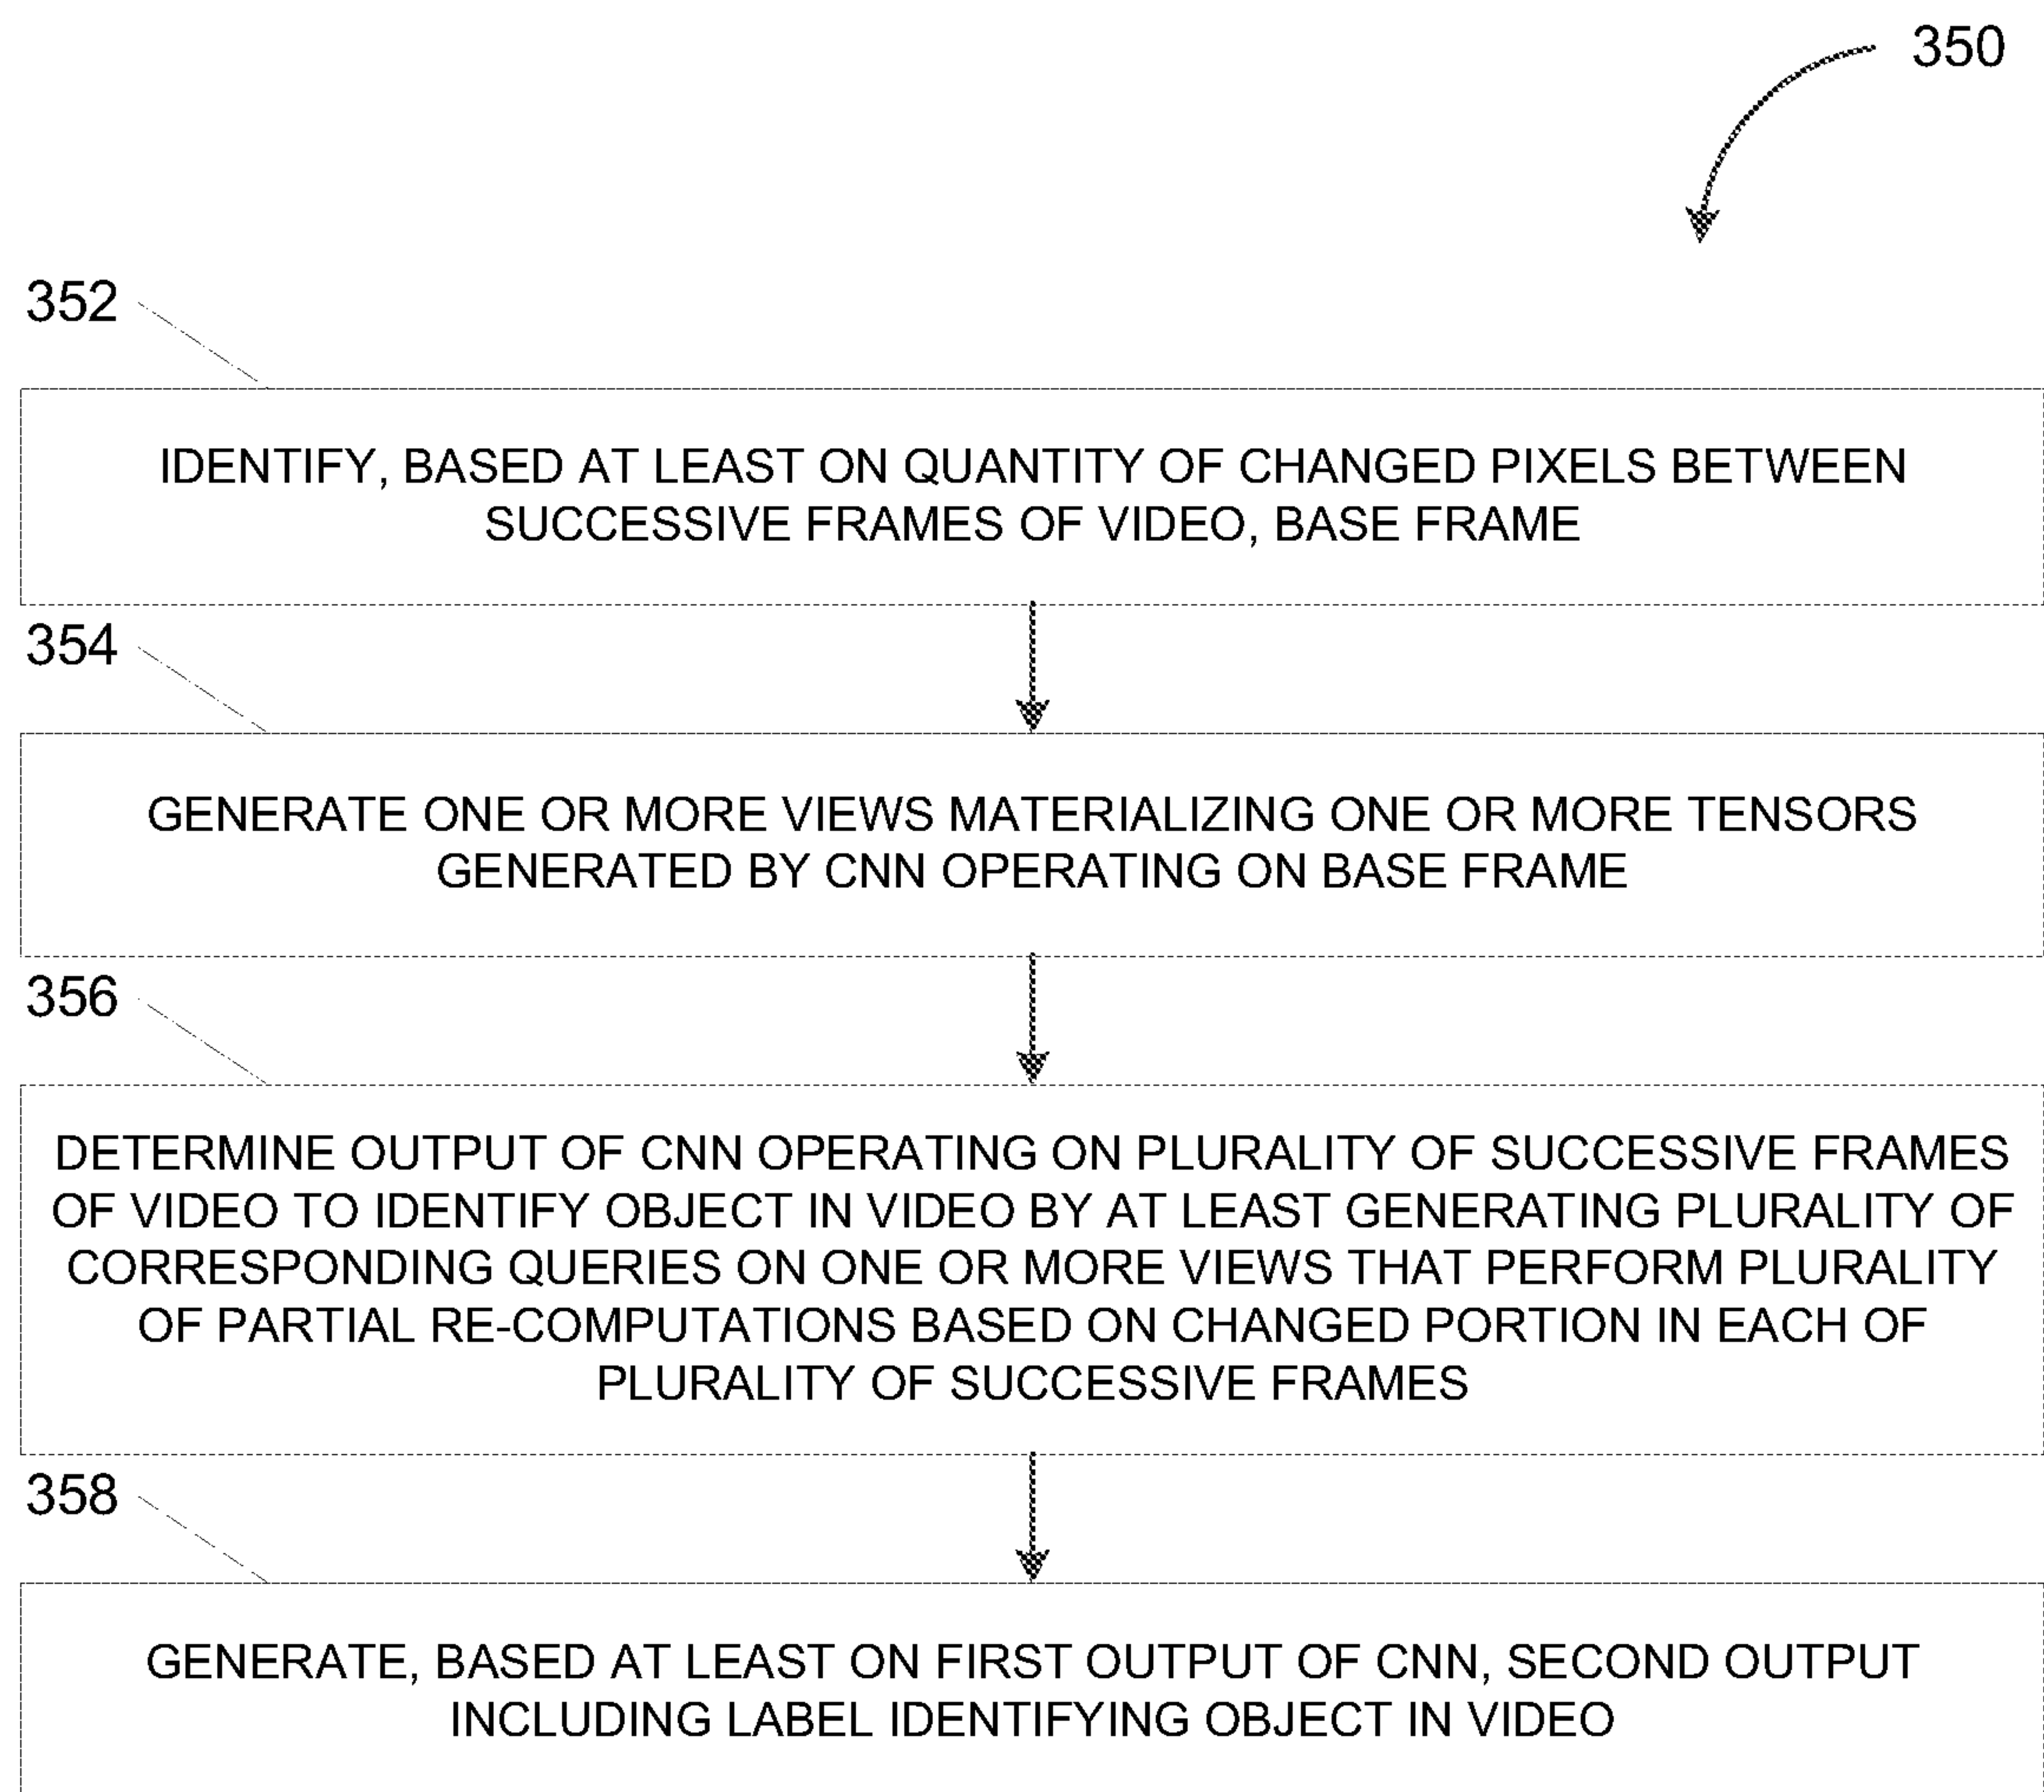 350
352
IDENTIFY, BASED AT LEAST ON QUANTITY OF CHANGED PIXELS BETWEEN
SUCCESSIVE FRAMES OF VIDEO, BASE FRAME
354
GENERATE ONE OR MORE VIEWS MATERIALIZING ONE OR MORE TENSORS
GENERATED BY CNN OPERATING ON BASE FRAME
356
DETERMINE OUTPUT OF CNN OPERATING ON PLURALITY OF SUCCESSIVE FRAMES
OF VIDEO TO IDENTIFY OBJECT IN VIDEO BY AT LEAST GENERATING PLURALITY OF
CORRESPONDING QUERIES ON ONE OR MORE VIEWS THAT PERFORM PLURALITY
OF PARTIAL RE-COMPUTATIONS BASED ON CHANGED PORTION IN EACH OF
PLURALITY OF SUCCESSIVE FRAMES
358
GENERATE, BASED AT LEAST ON FIRST OUTPUT OF CNN, SECOND OUTPUT
INCLUDING LABEL IDENTIFYING OBJECT IN VIDEO